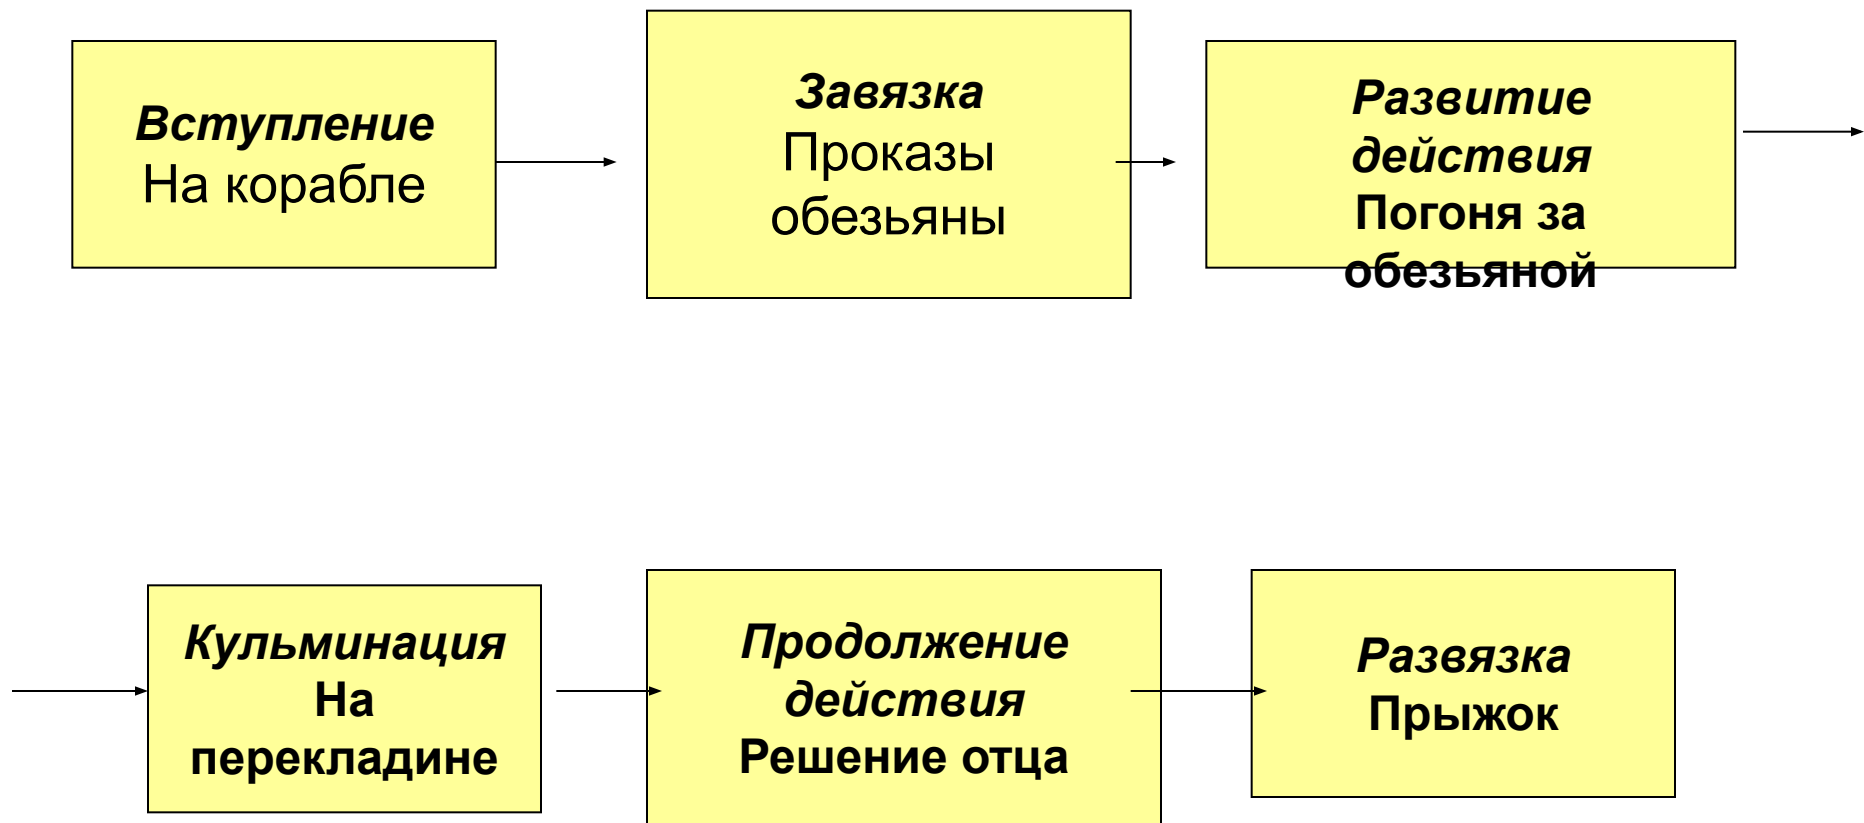 Вступление
На корабле
Завязка
Проказы
обезьяны
Развитие
действия
Погоня за
обезьяной
Кульминация
На
перекладине
Продолжение
действия
Решение отца
Развязка
Прыжок